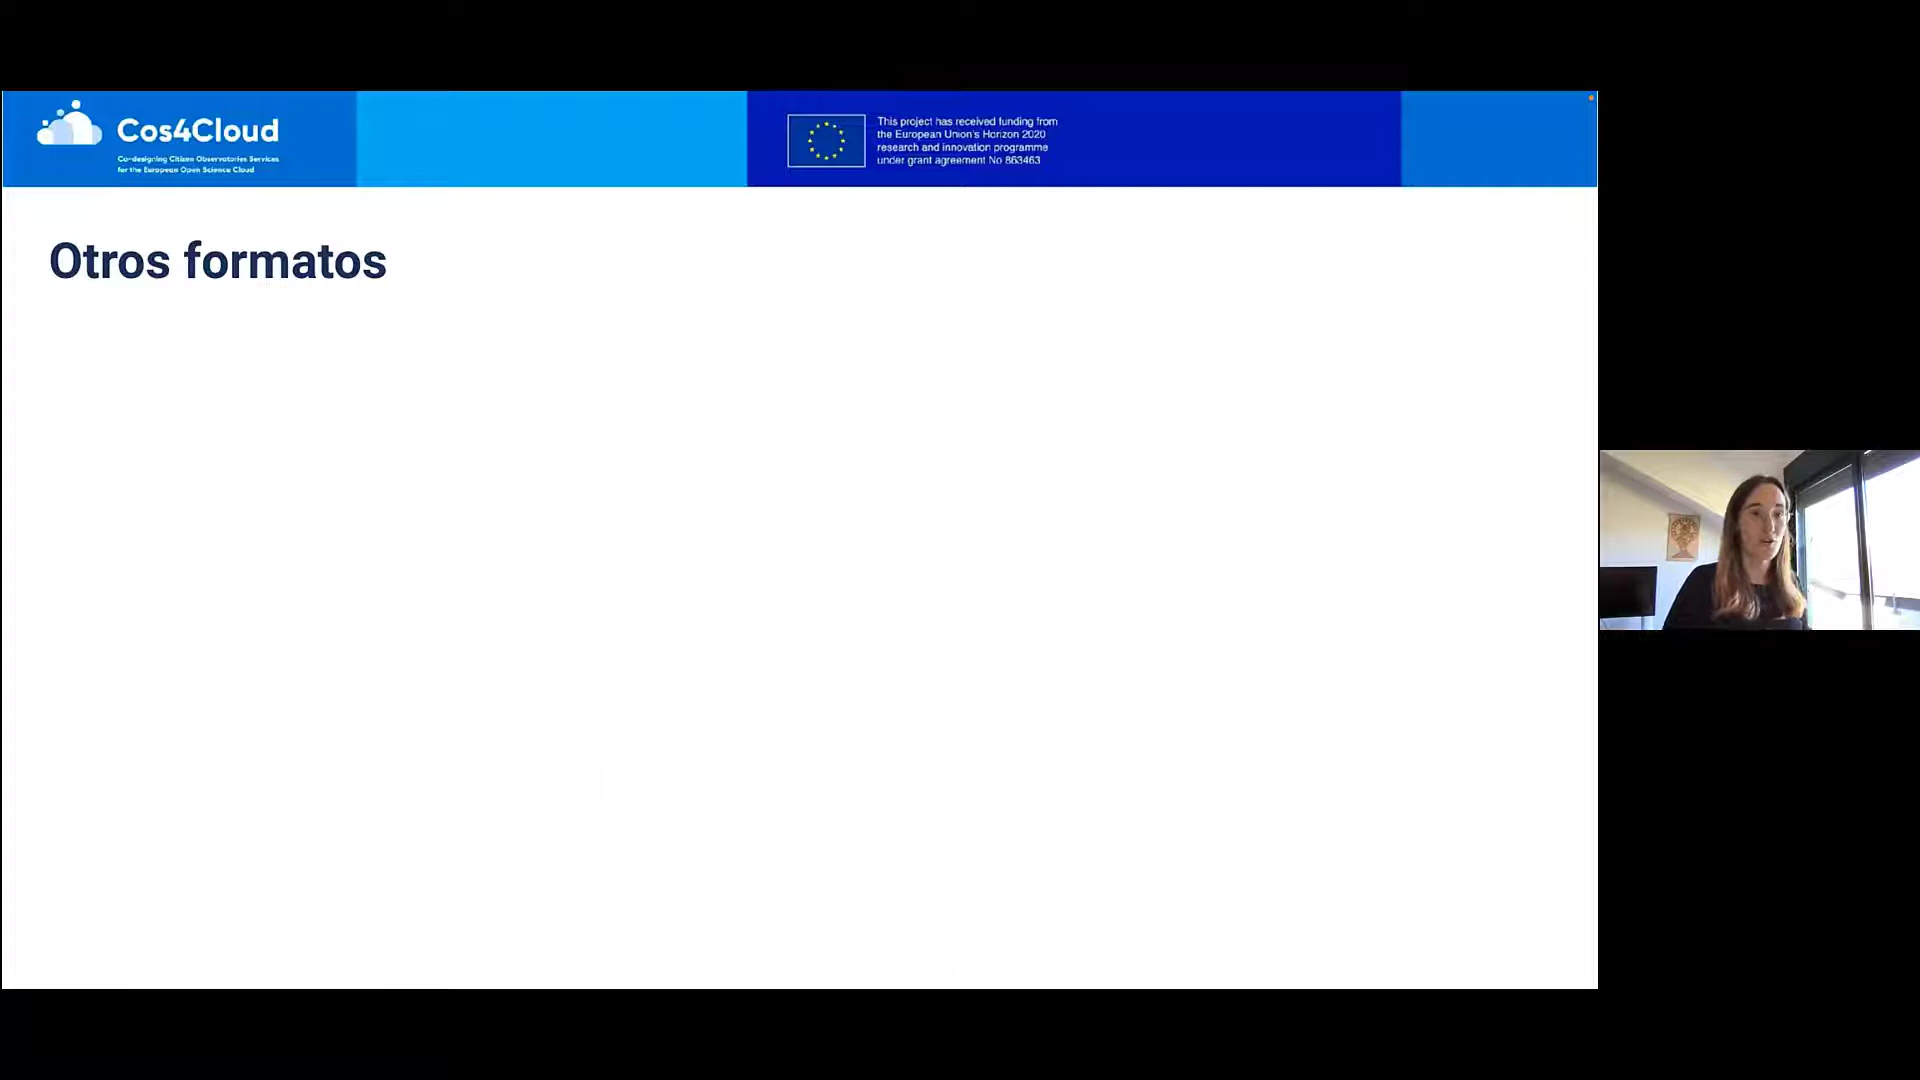 Cos4Cloud
Co-designing Citizen Observatories Services
for the European Open Science Cloud
This project has received funding from
the European Union's Horizon 2020
research and innovation programme
under grant agreement No 863463
Otros formatos